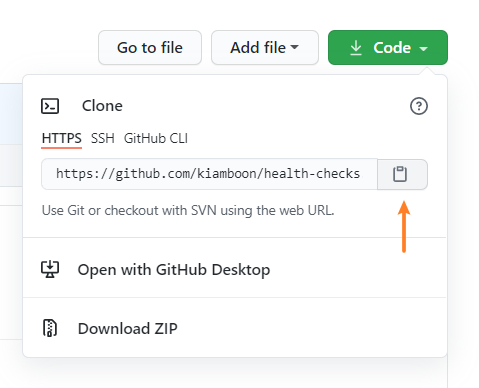 Go to file Add file Code
Clone
HTTPS SSH GitHub CLI
https://github.com/kiamboon/health-checks
Use Git or checkout with SVN using the web URL.
Open with GitHub Desktop
Download ZIP